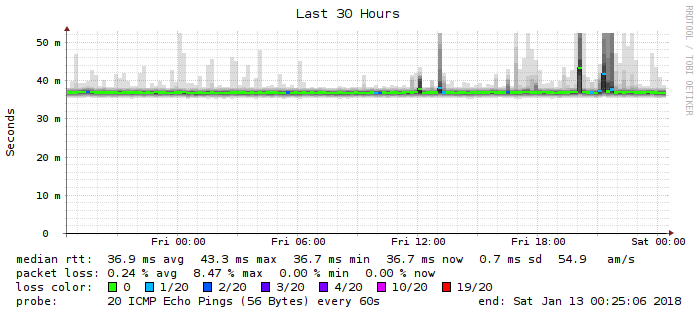 Last 30 Hours
RRDTOOL / TOBI OETIKER
Seconds
50 m
40 m
30 m
20 m
10 m
0
Fri 00:00 Fri 06:00 Fri 12:00 Fri 18:00 Sat 00:00
median rtt: 36.9 ms avg 43.3 ms max 36.7 ms min 36.7 ms now 0.7 ms sd 54.9 am/s
packet loss: 0.24 % avg 8.47 % max 0.00 % min 0.00 % now
loss color: 0 1/20 2/20 3/20 4/20 10/20 19/20
probe: 20 ICMP Echo Pings (56 Bytes) every 60s end: Sat Jan 13 00:25:06 2018